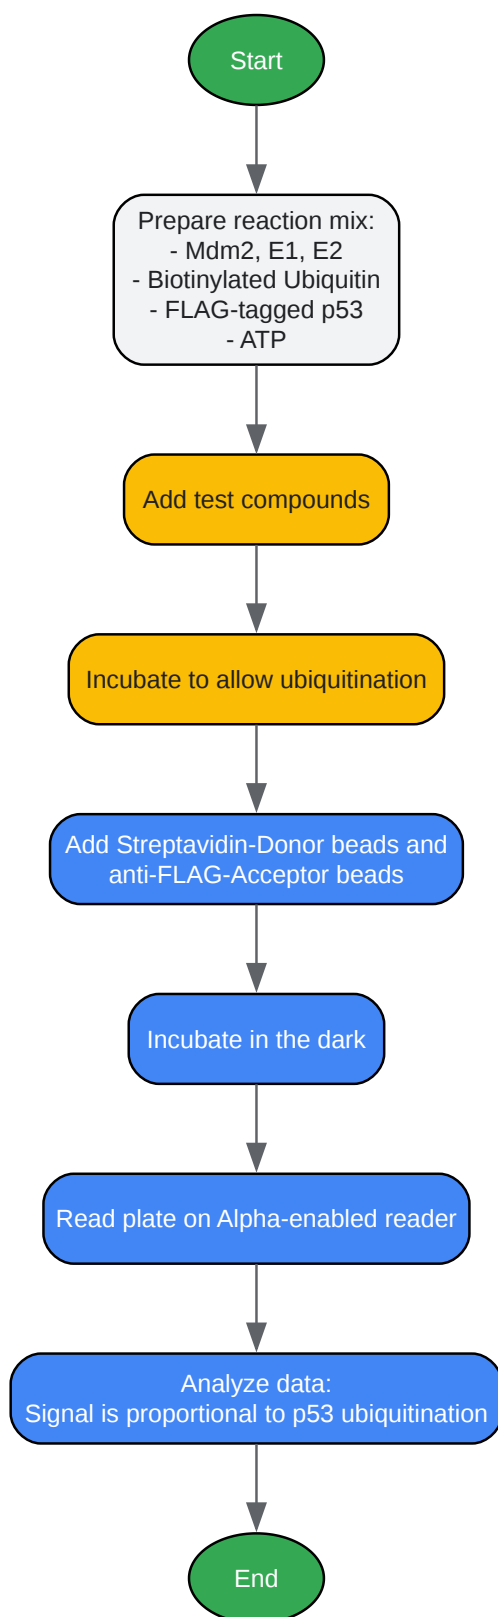 Start
Prepare reaction mix:
- Mdm2, E1, E2
- Biotinylated Ubiquitin
- FLAG-tagged p53
- ATP
Add test compounds
Incubate to allow ubiquitination
Add Streptavidin-Donor beads and
anti-FLAG-Acceptor beads
Incubate in the dark
Read plate on Alpha-enabled reader
Analyze data:
Signal is proportional to p53 ubiquitination
End